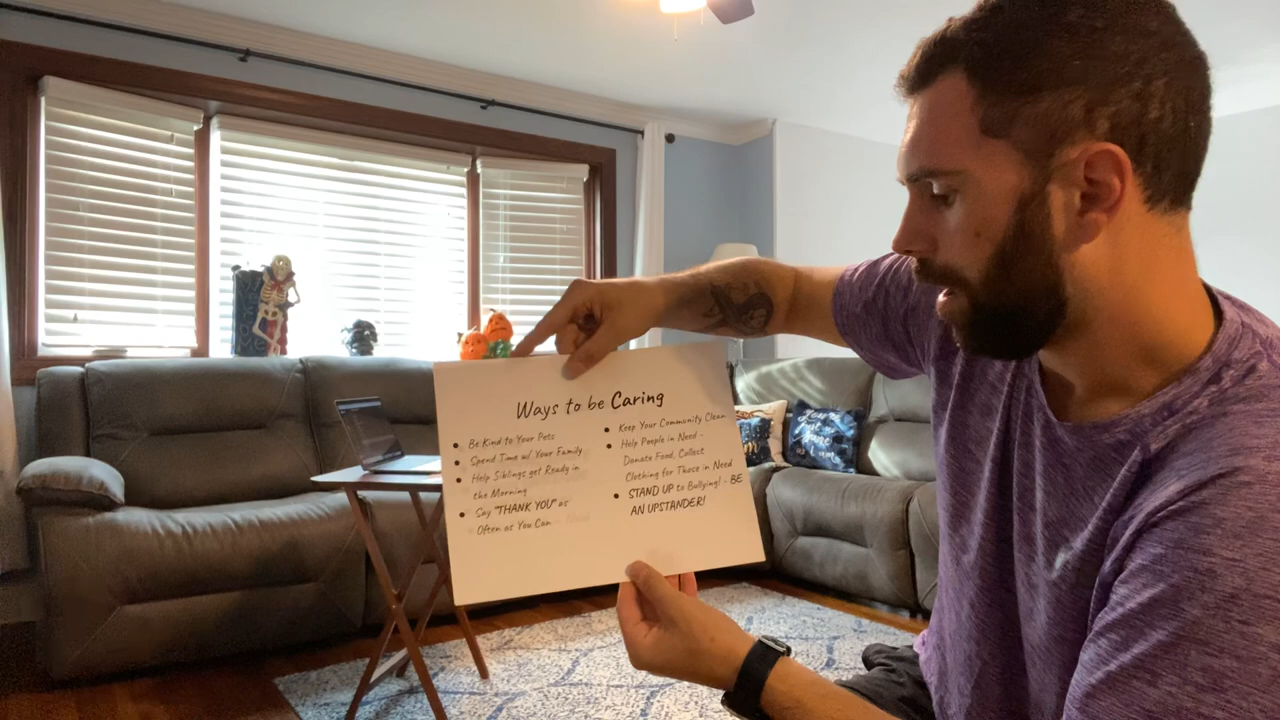 Ways to be Caring
• Be Kind to Your Pets
• Spend Time w/ Your Family
• Help Siblings get Ready in
the Morning
• Say "THANK YOU" as
Often as You Can
• Keep Your Community Clean
• Help People in Need -
Donate Food, Collect
Clothing for Those in Need
• STAND UP to Bullying! - BE
AN UPSTANDER!